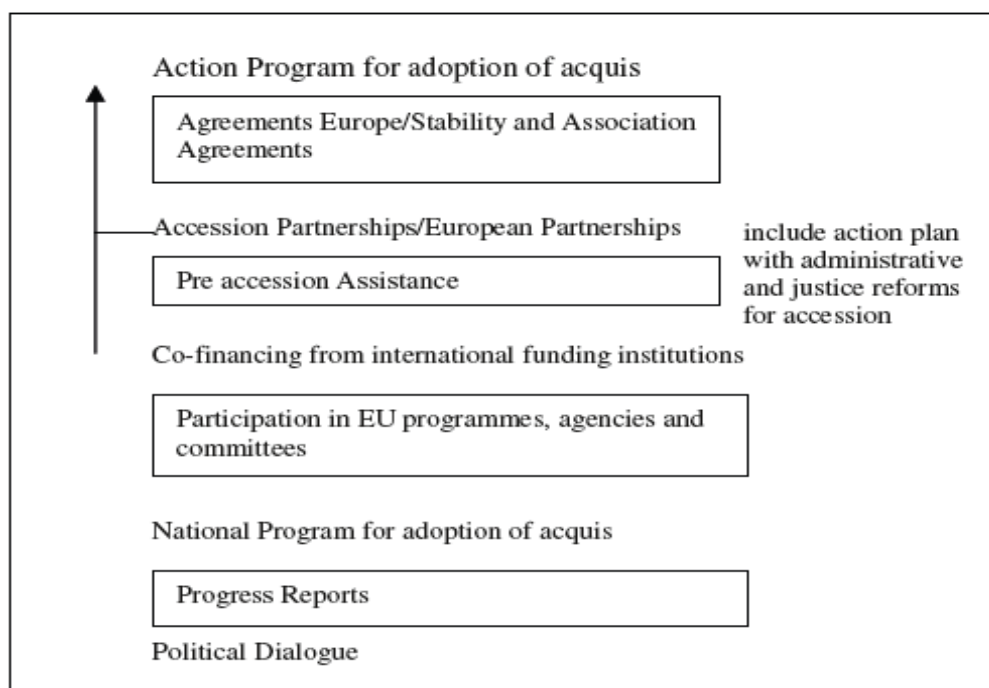 Action Program for adoption of acquis
Agreements Europe/Stability and Association
Agreements
Accession Partnerships/European Partnerships
include action plan
with administrative
and justice reforms
for accession
Pre accession Assistance
Co-financing from international funding institutions
Participation in EU programmes, agencies and
committees
National Program for adoption of acquis
Progress Reports
Political Dialogue